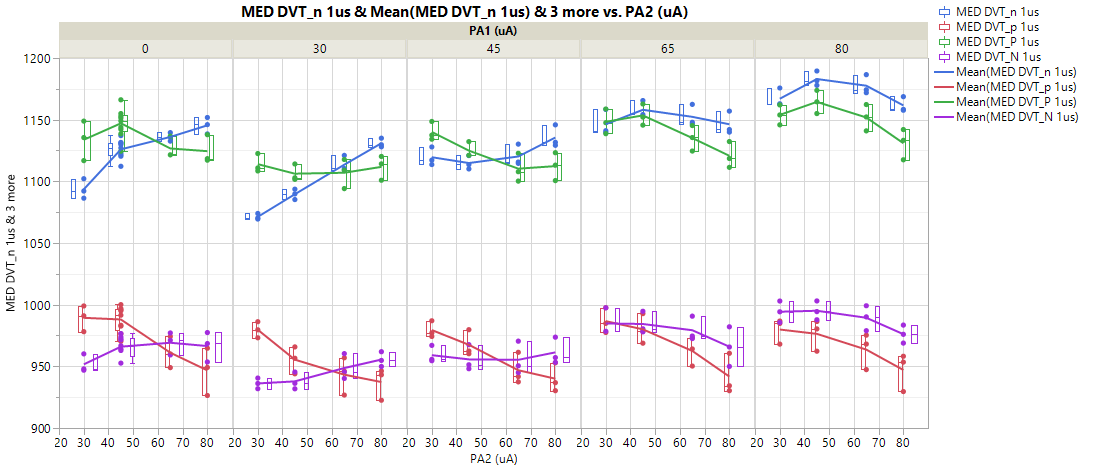 MED DVT_n 1us & Mean(MED DVT_n 1us) & 3 more vs. PA2 (uA)
PA1 (uA)
0 30 45 65 80
MED DVT_n 1us & 3 more
1200
1150
1100
1050
1000
950
900
20 30 40 50 60 70 80 20 30 40 50 60 70 80 20 30 40 50 60 70 80 20 30 40 50 60 70 80 20 30 40 50 60 70 80
PA2 (uA)
MED DVT_n 1us
MED DVT_p 1us
MED DVT_P 1us
MED DVT_N 1us
Mean(MED DVT_n 1us)
Mean(MED DVT_p 1us)
Mean(MED DVT_P 1us)
Mean(MED DVT_N 1us)